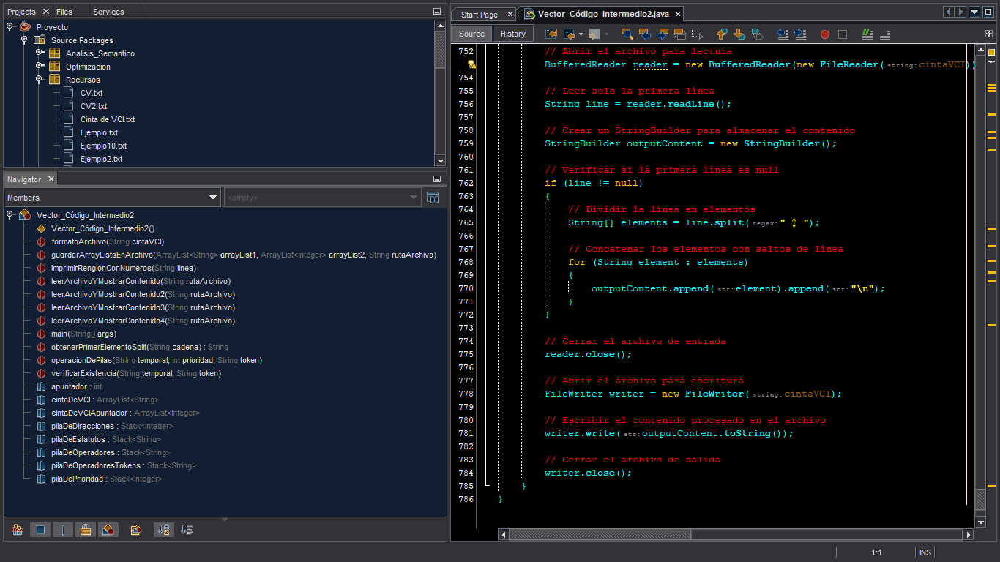 Projects
Files
Services
Proyecto
Source Packages
Analisis_Semantico
Optimizacion
Recursos
CV.txt
CV2.txt
Cinta de VCI.txt
Ejemplo.txt
Ejemplo10.txt
Ejemplo2.txt
Navigator
Members
<empty>
Vector_Código_Intermedio2
Vector_Código_Intermedio2()
formatoArchivo(String cintaVCI)
guardarArrayListsEnArchivo(ArrayList<String> arrayList1, ArrayList<Integer> arrayList2, String rutaArchivo)
imprimirRenglonConNumeros(String linea)
leerArchivoYMostrarContenido(String rutaArchivo)
leerArchivoYMostrarContenido2(String rutaArchivo)
leerArchivoYMostrarContenido3(String rutaArchivo)
leerArchivoYMostrarContenido4(String rutaArchivo)
main(String[] args)
obtenerPrimerElementoSplit(String cadena) : String
operacionDePilas(String temporal, int prioridad, String token)
verificarExistencia(String temporal, String token)
apuntador : int
cintaDeVCI : ArrayList<String>
cintaDeVCIApuntador : ArrayList<Integer>
pilaDeDirecciones : Stack<Integer>
pilaDeEstatutos : Stack<String>
pilaDeOperadores : Stack<String>
pilaDeOperadoresTokens : Stack<String>
pilaDePrioridad : Stack<Integer>
Start Page
Vector_Código_Intermedio2.java
Source
History
752 // Abrir el archivo para lectura
BufferedReader reader = new BufferedReader(new FileReader(string:cintaVCI))
754
755 // Leer solo la primera línea
756 String line = reader.readLine();
757
758 // Crear un StringBuilder para almacenar el contenido
759 StringBuilder outputContent = new StringBuilder();
760
761 // Verificar si la primera línea es null
762 if (line != null)
763 {
764 // Dividir la línea en elementos
765 String[] elements = line.split(regex:" ↕ ");
766
767 // Concatenar los elementos con saltos de línea
768 for (String element : elements)
769 {
770 outputContent.append(str:element).append(str:"\n");
771 }
772 }
773
774 // Cerrar el archivo de entrada
775 reader.close();
776
777 // Abrir el archivo para escritura
778 FileWriter writer = new FileWriter(string:cintaVCI);
779
780 // Escribir el contenido procesado en el archivo
781 writer.write(str:outputContent.toString());
782
783 // Cerrar el archivo de salida
784 writer.close();
785 }
786 }
1:1
INS